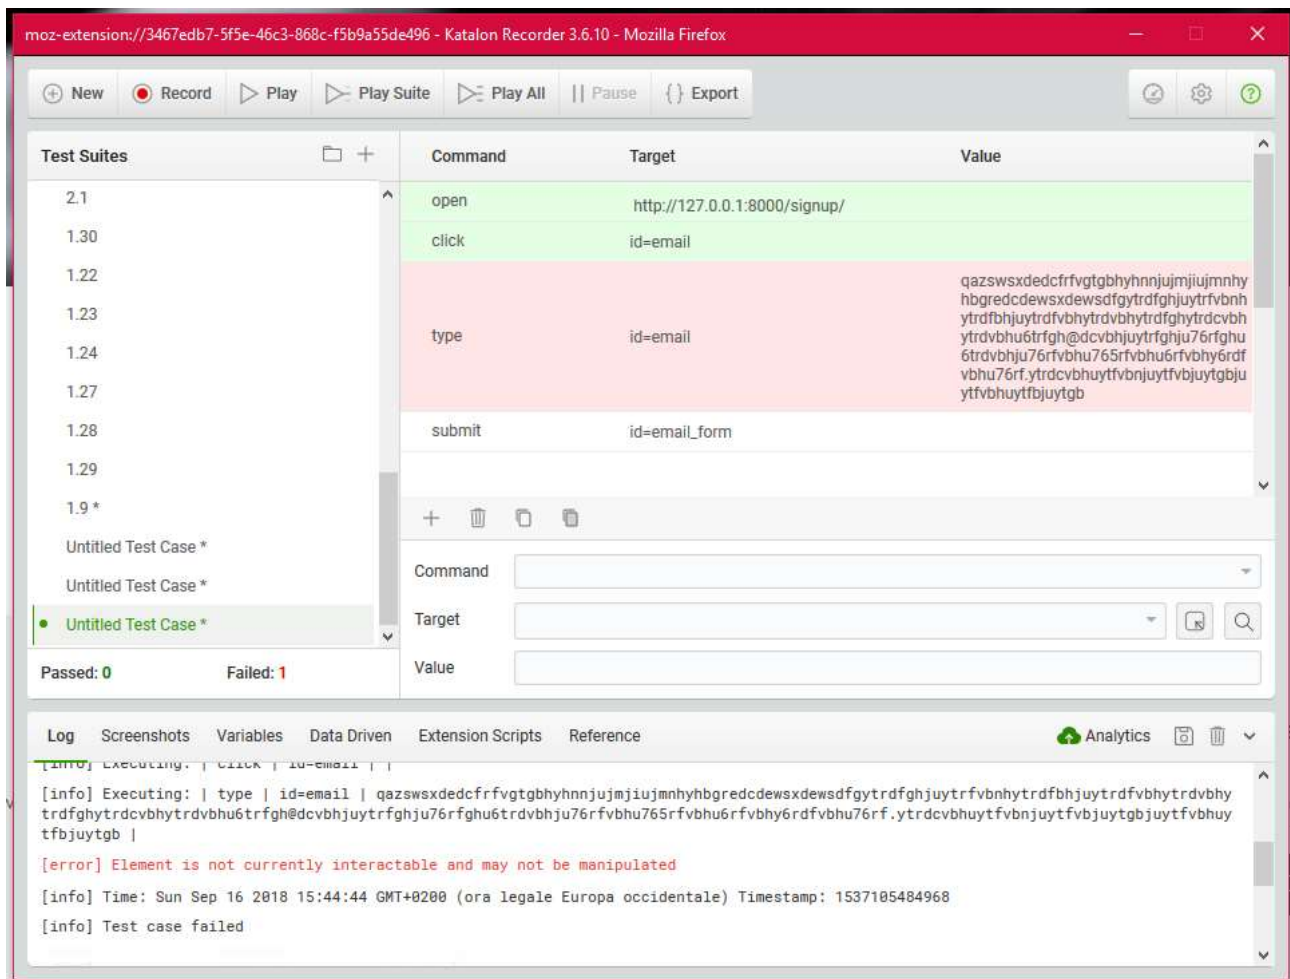 moz-extension://3467edb7-5f5e-46c3-868c-f5b9a55de496 - Katalon Recorder 3.6.10 - Mozilla Firefox
New Record Play Play Suite Play All Pause Export
Test Suites
2.1
1.30
1.22
1.23
1.24
1.27
1.28
1.29
1.9 *
Untitled Test Case *
Untitled Test Case *
Untitled Test Case *
Passed: 0 Failed: 1
Command Target Value
open http://127.0.0.1:8000/signup/
click id=email
type id=email
qazswsxdedcfrfvgtgbhyhnnjujmjiujmnhy
hbgredcdewsxdewsdfgytrdfghjuytrfvbnh
ytrdfbhjuytrdfvbhytrdvbhytrdfghytrdcvbh
ytrdvbhu6trfgh@dcvbhjuytrfghju76rfghu
6trdvbhju76rfvbhu765rfvbhu6rfvbhy6rdf
vbhu76rf.ytrdcvbhuytfvbnjuytfvbjuytgbju
ytfvbhuytfbjuytgb
submit id=email_form
Command
Target
Value
Log Screenshots Variables Data Driven Extension Scripts Reference Analytics
[info] Executing: | click | id=email | |
[info] Executing: | type | id=email | qazswsxdedcfrfvgtgbhyhnnjujmjiujmnhyhbgredcdewsxdewsdfgytrdfghjuytrfvbnhytrdfbhjuytrdfvbhytrdvbhy
trdfghytrdcvbhytrdvbhu6trfgh@dcvbhjuytrfghju76rfghu6trdvbhju76rfvbhu765rfvbhu6rfvbhy6rdfvbhu76rf.ytrdcvbhuytfvbnjuytfvbjuytgbjuytfvbhuy
tfbjuytgb |
[error] Element is not currently interactable and may not be manipulated
[info] Time: Sun Sep 16 2018 15:44:44 GMT+0200 (ora legale Europa occidentale) Timestamp: 1537105484968
[info] Test case failed